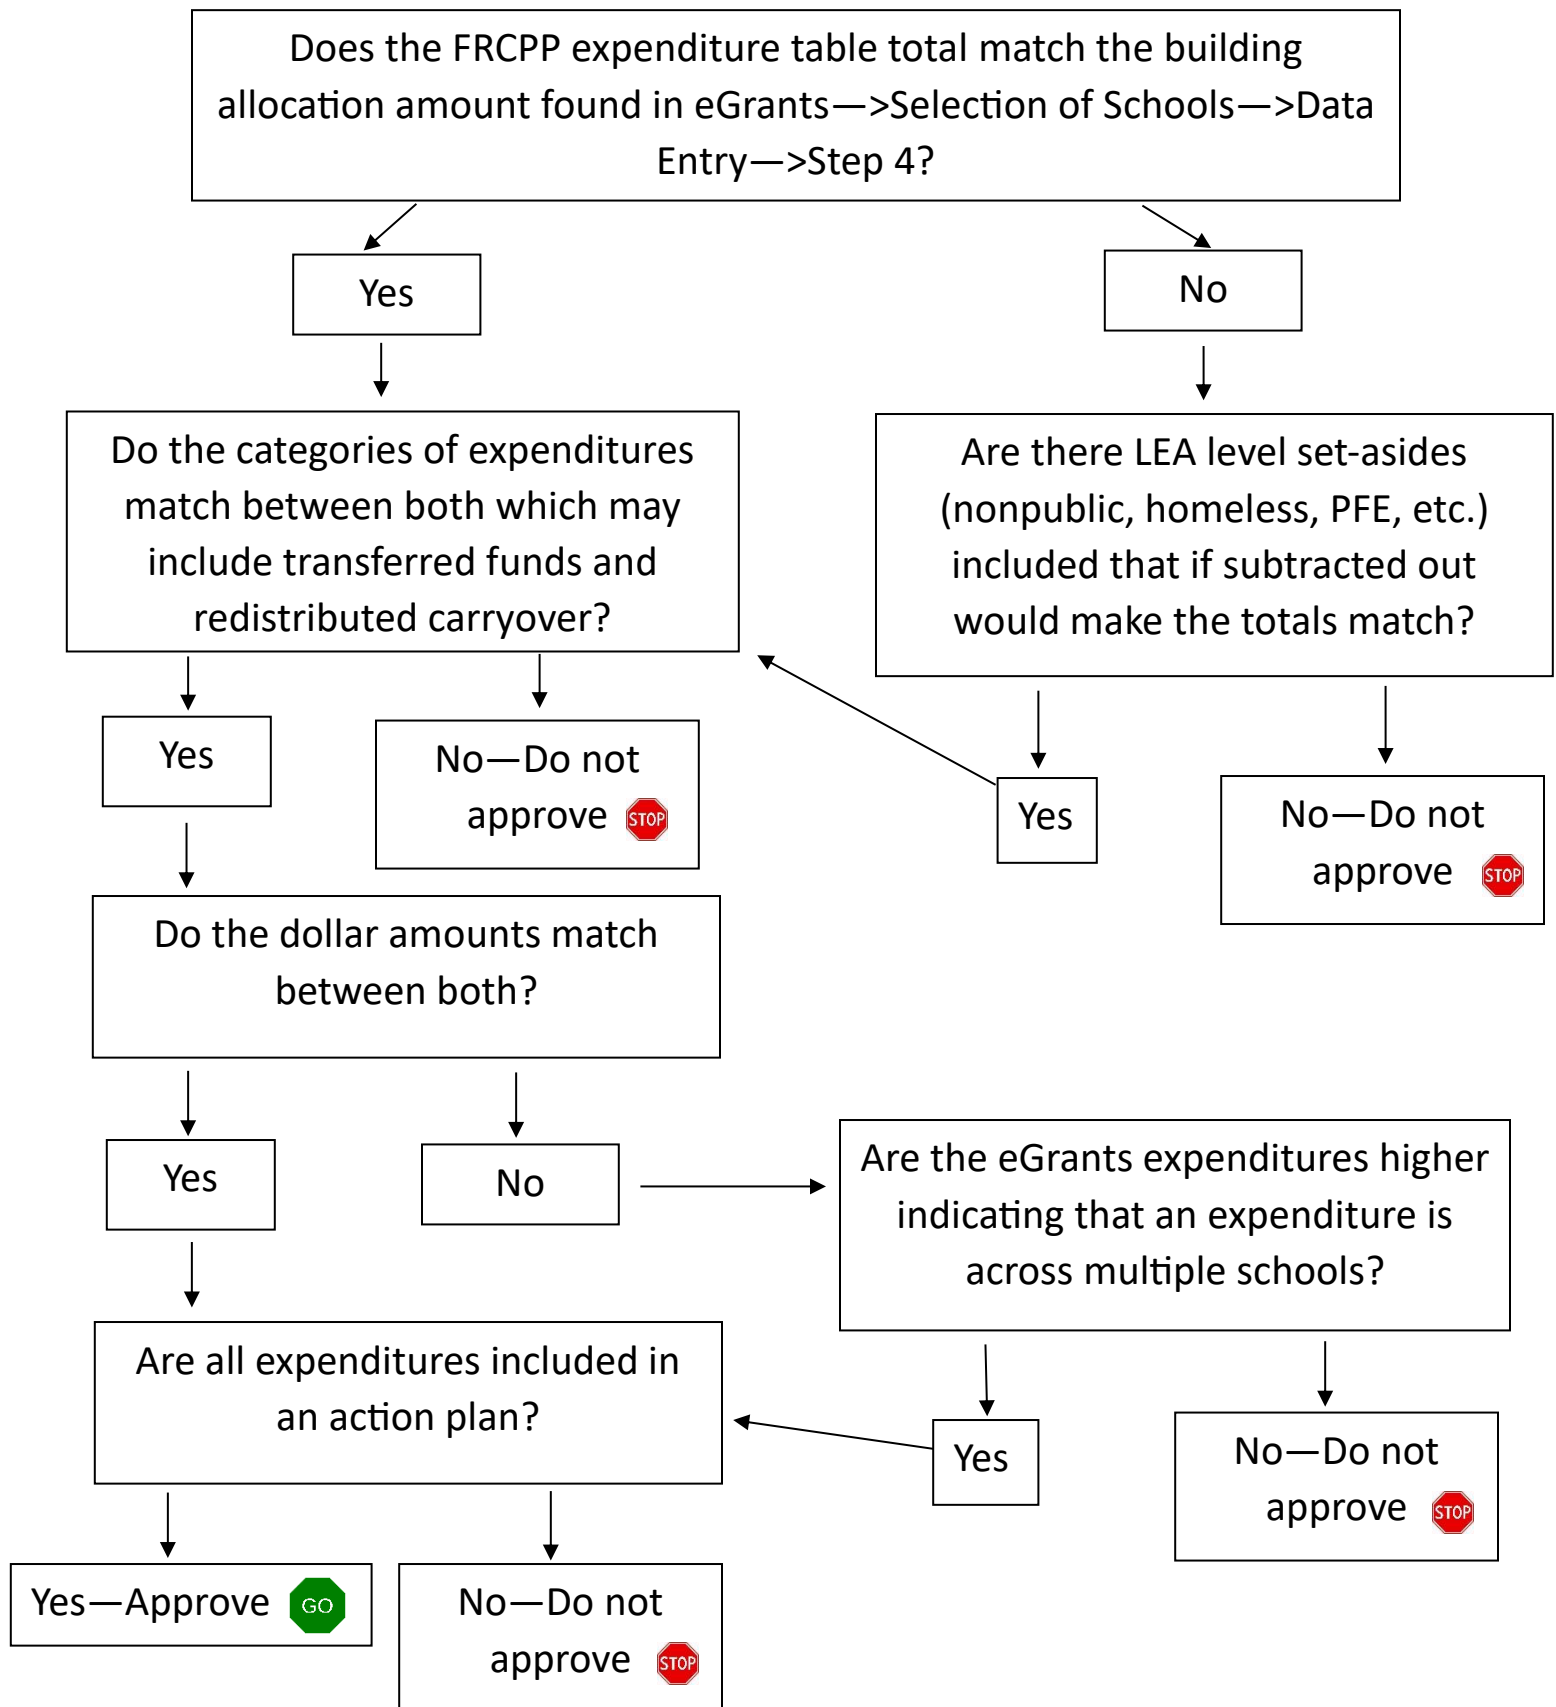 Does the FRCPP expenditure table total match the building
allocation amount found in eGrants—>Selection of Schools—>Data
Entry—>Step 4?
Yes
No
Do the categories of expenditures
match between both which may
include transferred funds and
redistributed carryover?
Are there LEA level set-asides
(nonpublic, homeless, PFE, etc.)
included that if subtracted out
would make the totals match?
Yes
No—Do not
approve STOP
Yes
No—Do not
approve STOP
Do the dollar amounts match
between both?
Yes
No
Are the eGrants expenditures higher
indicating that an expenditure is
across multiple schools?
Are all expenditures included in
an action plan?
Yes
No—Do not
approve STOP
Yes—Approve GO
No—Do not
approve STOP